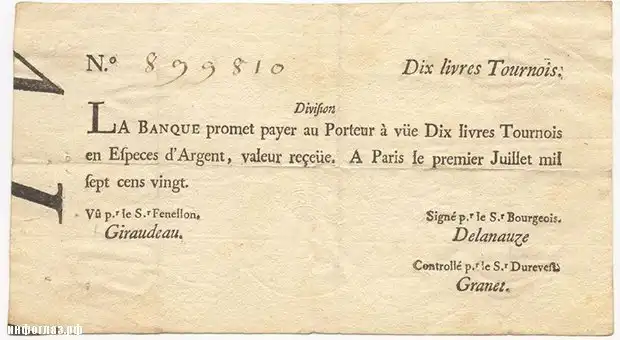 N.º 899810 Dix livres Tournois.
Division
LA BANQUE promet payer au Porteur à vüe Dix livres Tournois
en Eſpeces d'Argent, valeur reçeüe. A Paris le premier Juillet mil
ſept cens vingt.
Vû p.r le S.r Feneſlon. Signé p.r le S.r Bourgeois.
Giraudeau. Delanauze
Controllé p.r le S.r Dureveſt.
Granet.
инфоглаз.рф